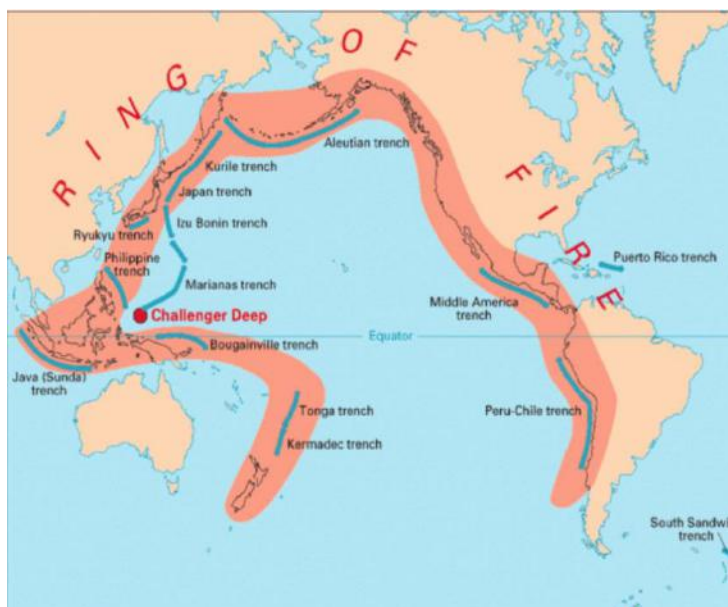 RING OF FIRE
Aleutian trench
Kurile trench
Japan trench
Izu Bonin trench
Ryukyu trench
Philippine
trench
Marianas trench
Challenger Deep
Bougainville trench
Equator
Java (Sunda)
trench
Tonga trench
Kermadec trench
Middle America
trench
Puerto Rico trench
Peru-Chile trench
South Sandwi
trench